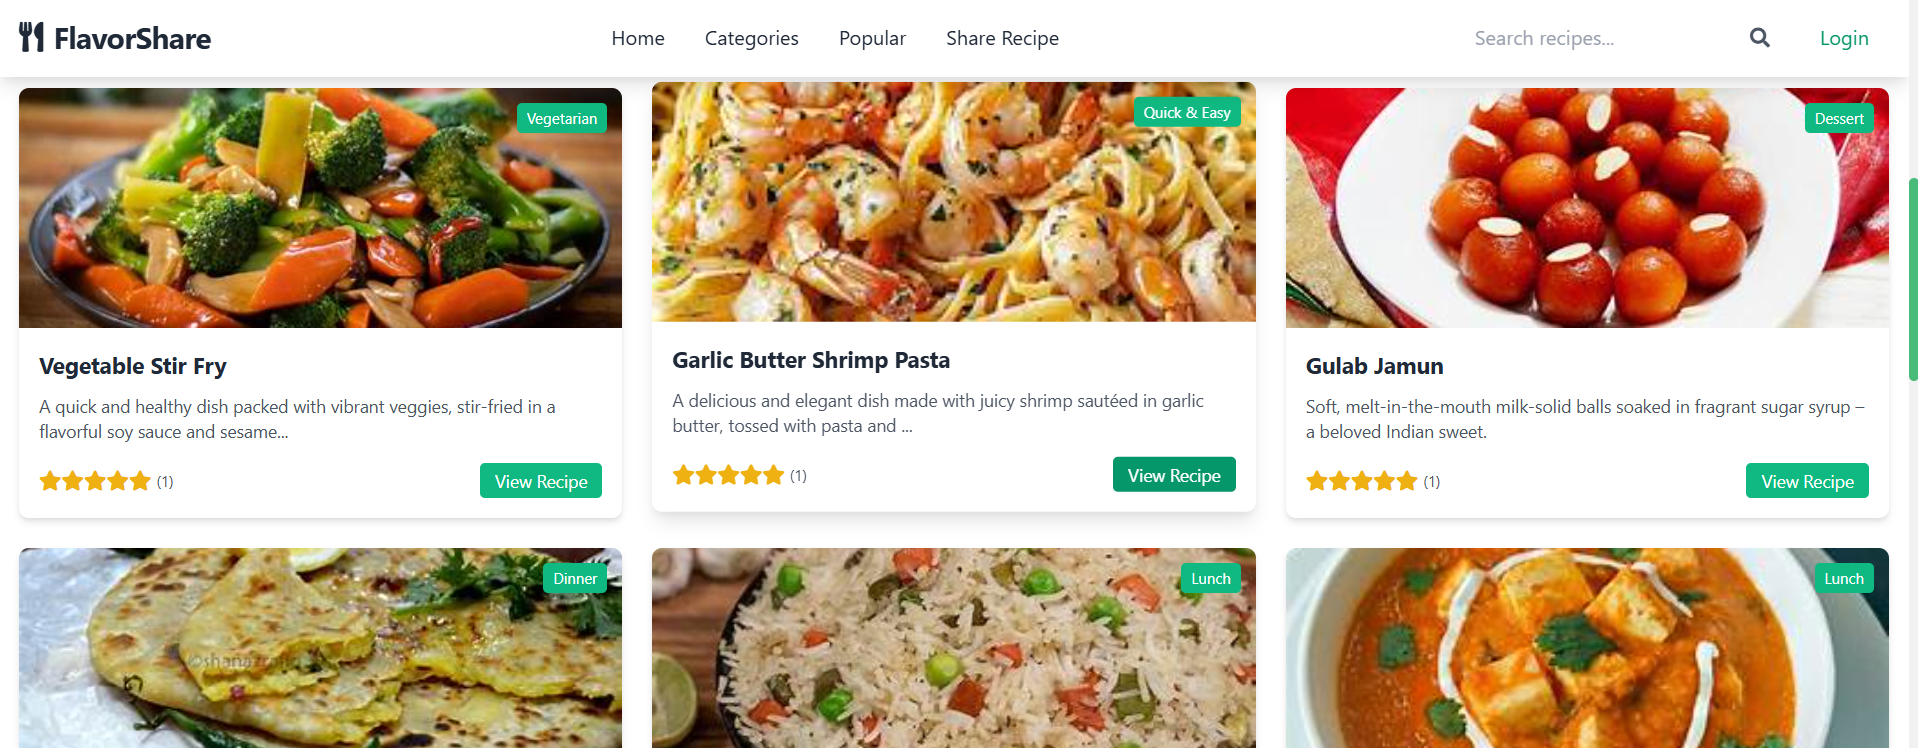 FlavorShare
Home
Categories
Popular
Share Recipe
Search recipes...
Login
Vegetarian
Quick & Easy
Dessert
Vegetable Stir Fry
A quick and healthy dish packed with vibrant veggies, stir-fried in a
flavorful soy sauce and sesame...
(1)
View Recipe
Garlic Butter Shrimp Pasta
A delicious and elegant dish made with juicy shrimp sautéed in garlic
butter, tossed with pasta and ...
(1)
View Recipe
Gulab Jamun
Soft, melt-in-the-mouth milk-solid balls soaked in fragrant sugar syrup –
a beloved Indian sweet.
(1)
View Recipe
Dinner
Lunch
Lunch